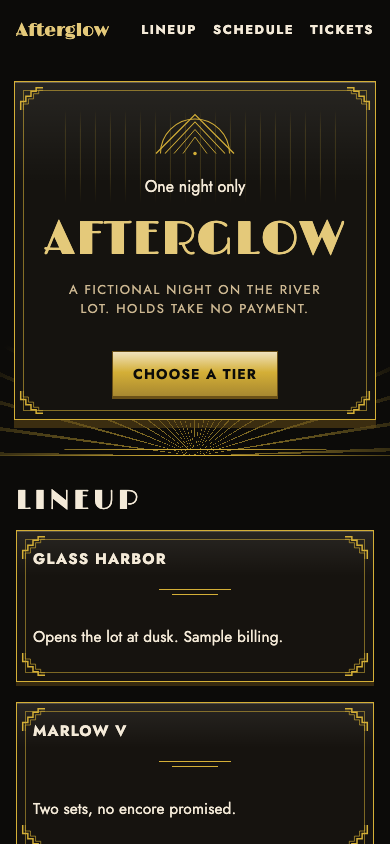 Afterglow
LINEUP SCHEDULE TICKETS
One night only
AFTERGLOW
A FICTIONAL NIGHT ON THE RIVER
LOT. HOLDS TAKE NO PAYMENT.
CHOOSE A TIER
LINEUP
GLASS HARBOR
Opens the lot at dusk. Sample billing.
MARLOW V
Two sets, no encore promised.